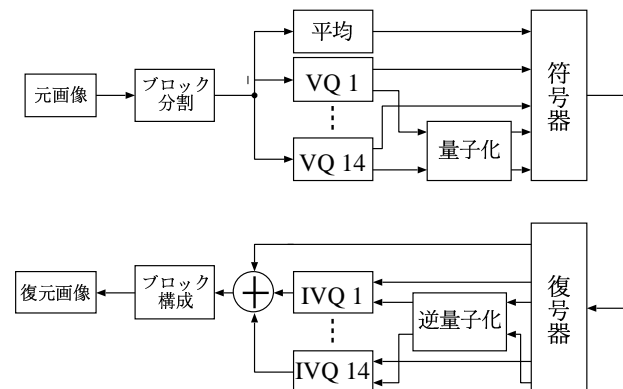 元画像
ブロック
分割
平均
VQ 1
VQ 14
量子化
符号器
復元画像
ブロック
構成
IVQ 1
IVQ 14
逆量子化
復号器